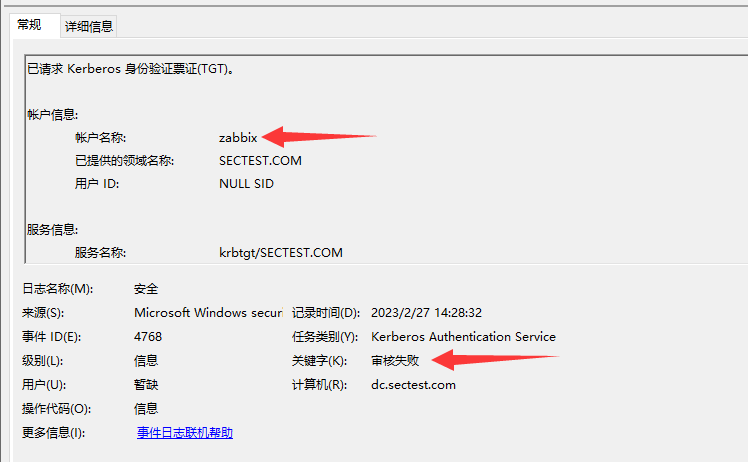 常规 详细信息
已请求 Kerberos 身份验证票证(TGT)。
帐户信息:
帐户名称: zabbix
已提供的领域名称: SECTEST.COM
用户 ID: NULL SID
服务信息:
服务名称: krbtgt/SECTEST.COM
日志名称(M): 安全
来源(S): Microsoft Windows securi 记录时间(D): 2023/2/27 14:28:32
事件 ID(E): 4768 任务类别(Y): Kerberos Authentication Service
级别(L): 信息 关键字(K): 审核失败
用户(U): 暂缺 计算机(R): dc.sectest.com
操作代码(O): 信息
更多信息(I): 事件日志联机帮助